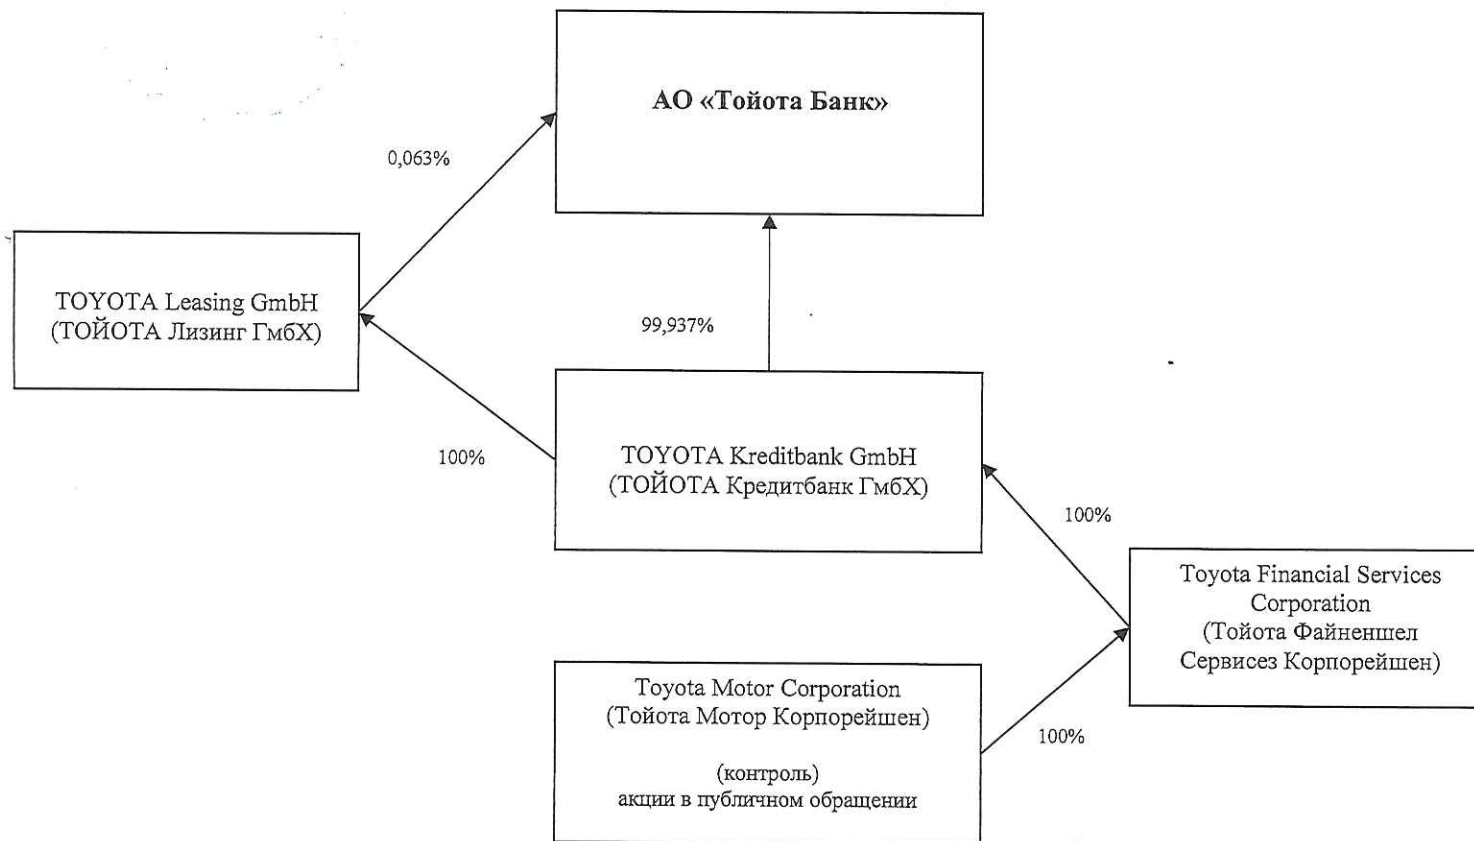 АО «Тойота Банк»
0,063%
TOYOTA Leasing GmbH
(ТОЙОТА Лизинг ГмбХ)
99,937%
100%
TOYOTA Kreditbank GmbH
(ТОЙОТА Кредитбанк ГмбХ)
100%
Toyota Financial Services
Corporation
(Тойота Файненшел
Сервисез Корпорейшен)
Toyota Motor Corporation
(Тойота Мотор Корпорейшен)
(контроль)
акции в публичном обращении
100%